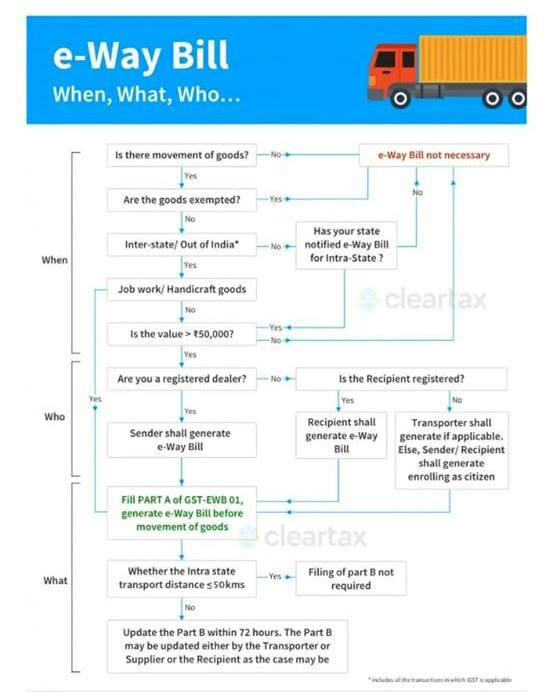 e-Way Bill
When, What, Who...
Is there movement of goods?
No
e-Way Bill not necessary
Yes
Are the goods exempted?
Yes
No
No
Inter-state/ Out of India*
No
Has your state
notified e-Way Bill
for Intra-State ?
When
Yes
Job work/ Handicraft goods
cleartax
No
Is the value > ₹50,000?
Yes
No
Yes
Are you a registered dealer?
No
Is the Recipient registered?
Yes
Who
Yes
Yes
No
Sender shall generate
e-Way Bill
Recipient shall
generate e-Way
Bill
Transporter shall
generate if applicable.
Else, Sender/ Recipient
shall generate
enrolling as citizen
Fill PART A of GST-EWB 01,
generate e-Way Bill before
movement of goods
cleartax
What
Whether the Intra state
transport distance ≤ 50kms
Yes
Filing of part B not
required
No
Update the Part B within 72 hours. The Part B
may be updated either by the Transporter or
Supplier or the Recipient as the case may be
* includes all the transactions in which IGST is applicable